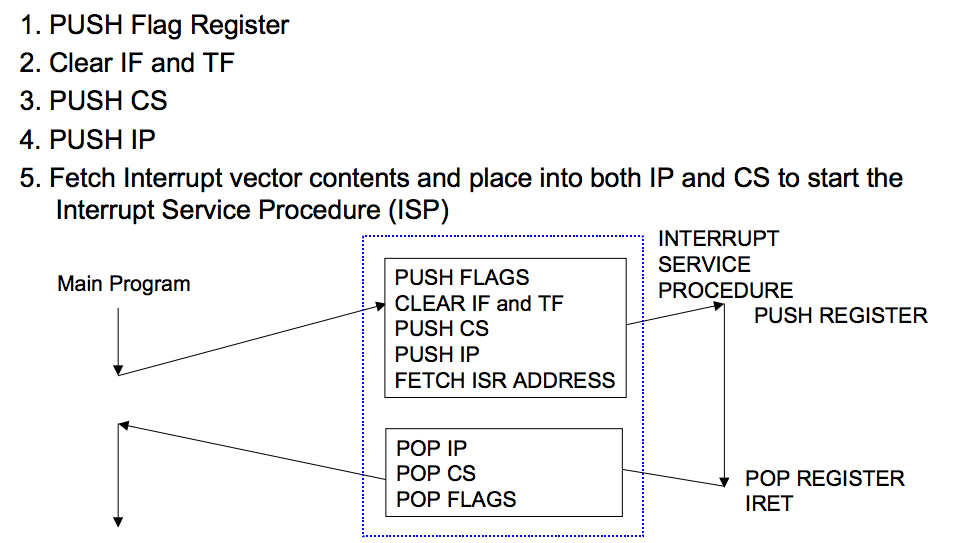 1. PUSH Flag Register
2. Clear IF and TF
3. PUSH CS
4. PUSH IP
5. Fetch Interrupt vector contents and place into both IP and CS to start the
Interrupt Service Procedure (ISP)
Main Program
PUSH FLAGS
CLEAR IF and TF
PUSH CS
PUSH IP
FETCH ISR ADDRESS
INTERRUPT
SERVICE
PROCEDURE
PUSH REGISTER
POP IP
POP CS
POP FLAGS
POP REGISTER
IRET